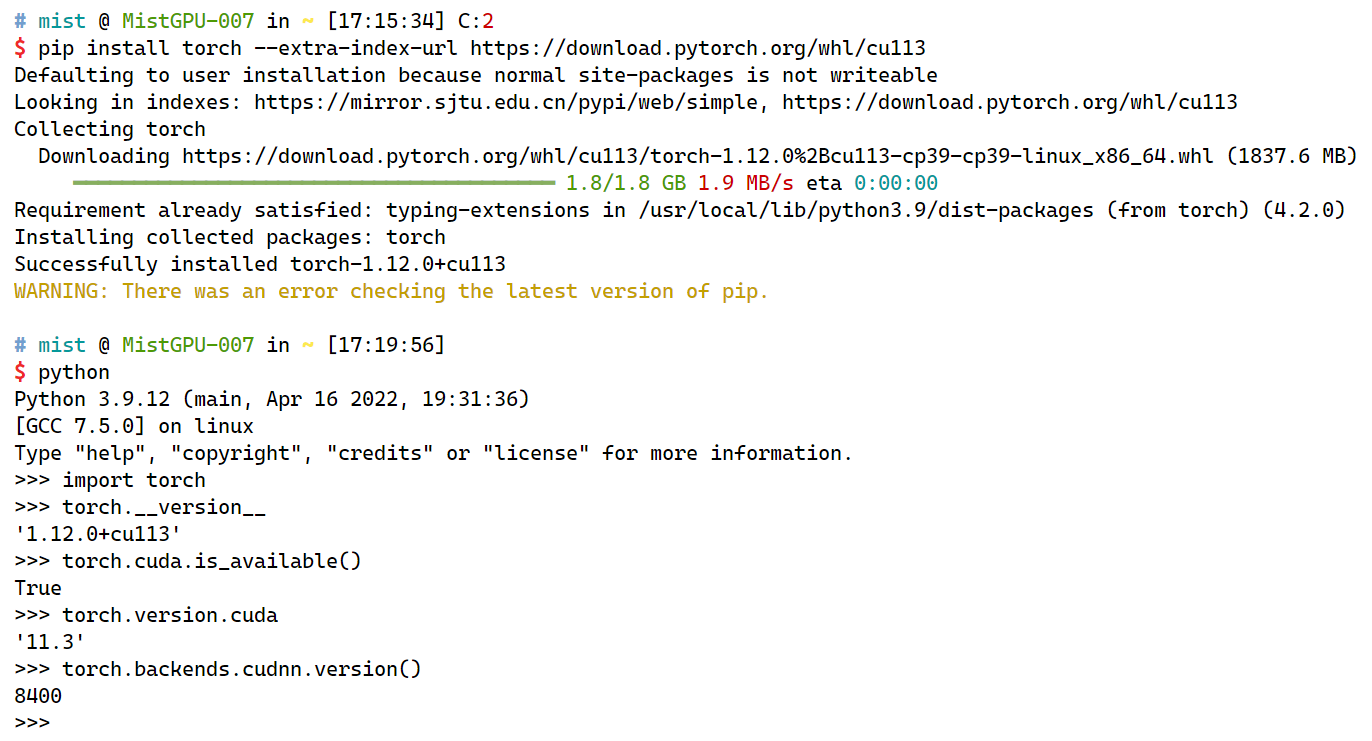 # mist @ MistGPU-007 in ~ [17:15:34] C:2
$ pip install torch --extra-index-url https://download.pytorch.org/whl/cu113
Defaulting to user installation because normal site-packages is not writeable
Looking in indexes: https://mirror.sjtu.edu.cn/pypi/web/simple, https://download.pytorch.org/whl/cu113
Collecting torch
  Downloading https://download.pytorch.org/whl/cu113/torch-1.12.0%2Bcu113-cp39-cp39-linux_x86_64.whl (1837.6 MB)
1.8/1.8 GB 1.9 MB/s eta 0:00:00
Requirement already satisfied: typing-extensions in /usr/local/lib/python3.9/dist-packages (from torch) (4.2.0)
Installing collected packages: torch
Successfully installed torch-1.12.0+cu113
WARNING: There was an error checking the latest version of pip.
# mist @ MistGPU-007 in ~ [17:19:56]
$ python
Python 3.9.12 (main, Apr 16 2022, 19:31:36)
[GCC 7.5.0] on linux
Type "help", "copyright", "credits" or "license" for more information.
>>> import torch
>>> torch.__version__
'1.12.0+cu113'
>>> torch.cuda.is_available()
True
>>> torch.version.cuda
'11.3'
>>> torch.backends.cudnn.version()
8400
>>>